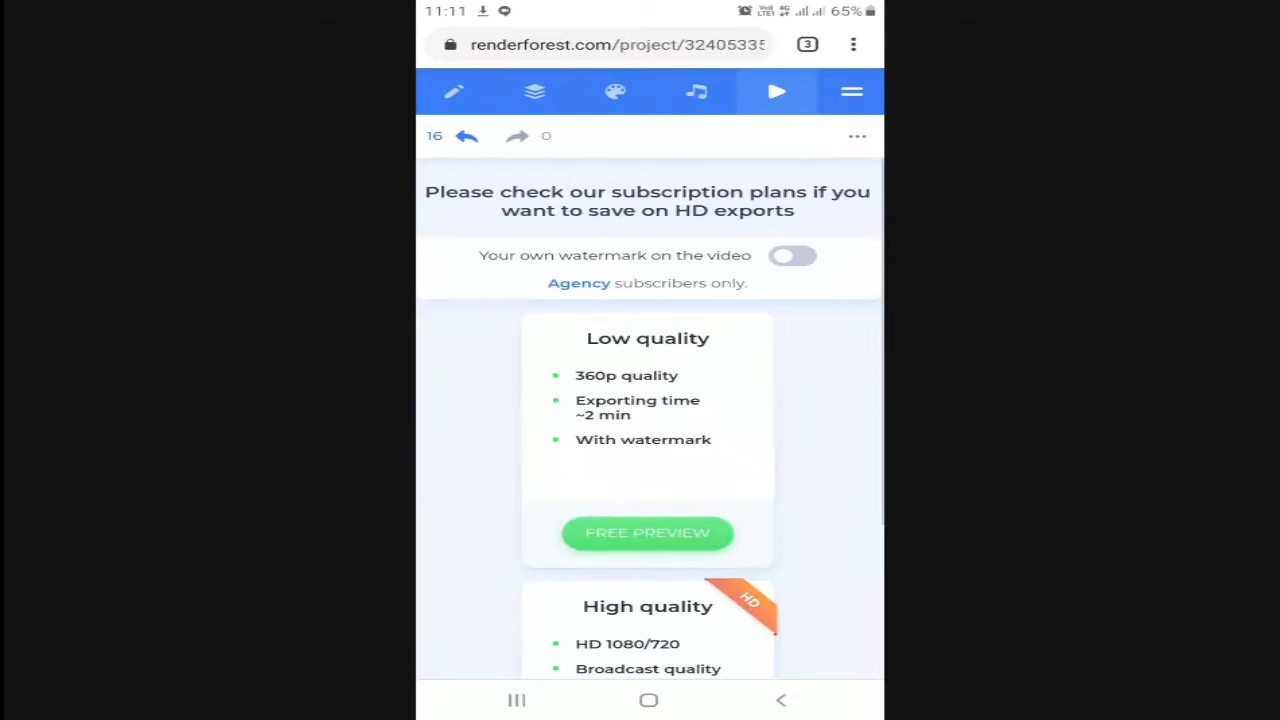 11:11 65%
renderforest.com/project/32405335 3
16 0
Please check our subscription plans if you
want to save on HD exports
Your own watermark on the video
Agency subscribers only.
Low quality
360p quality
Exporting time
~2 min
With watermark
FREE PREVIEW
HD
High quality
HD 1080/720
Broadcast quality